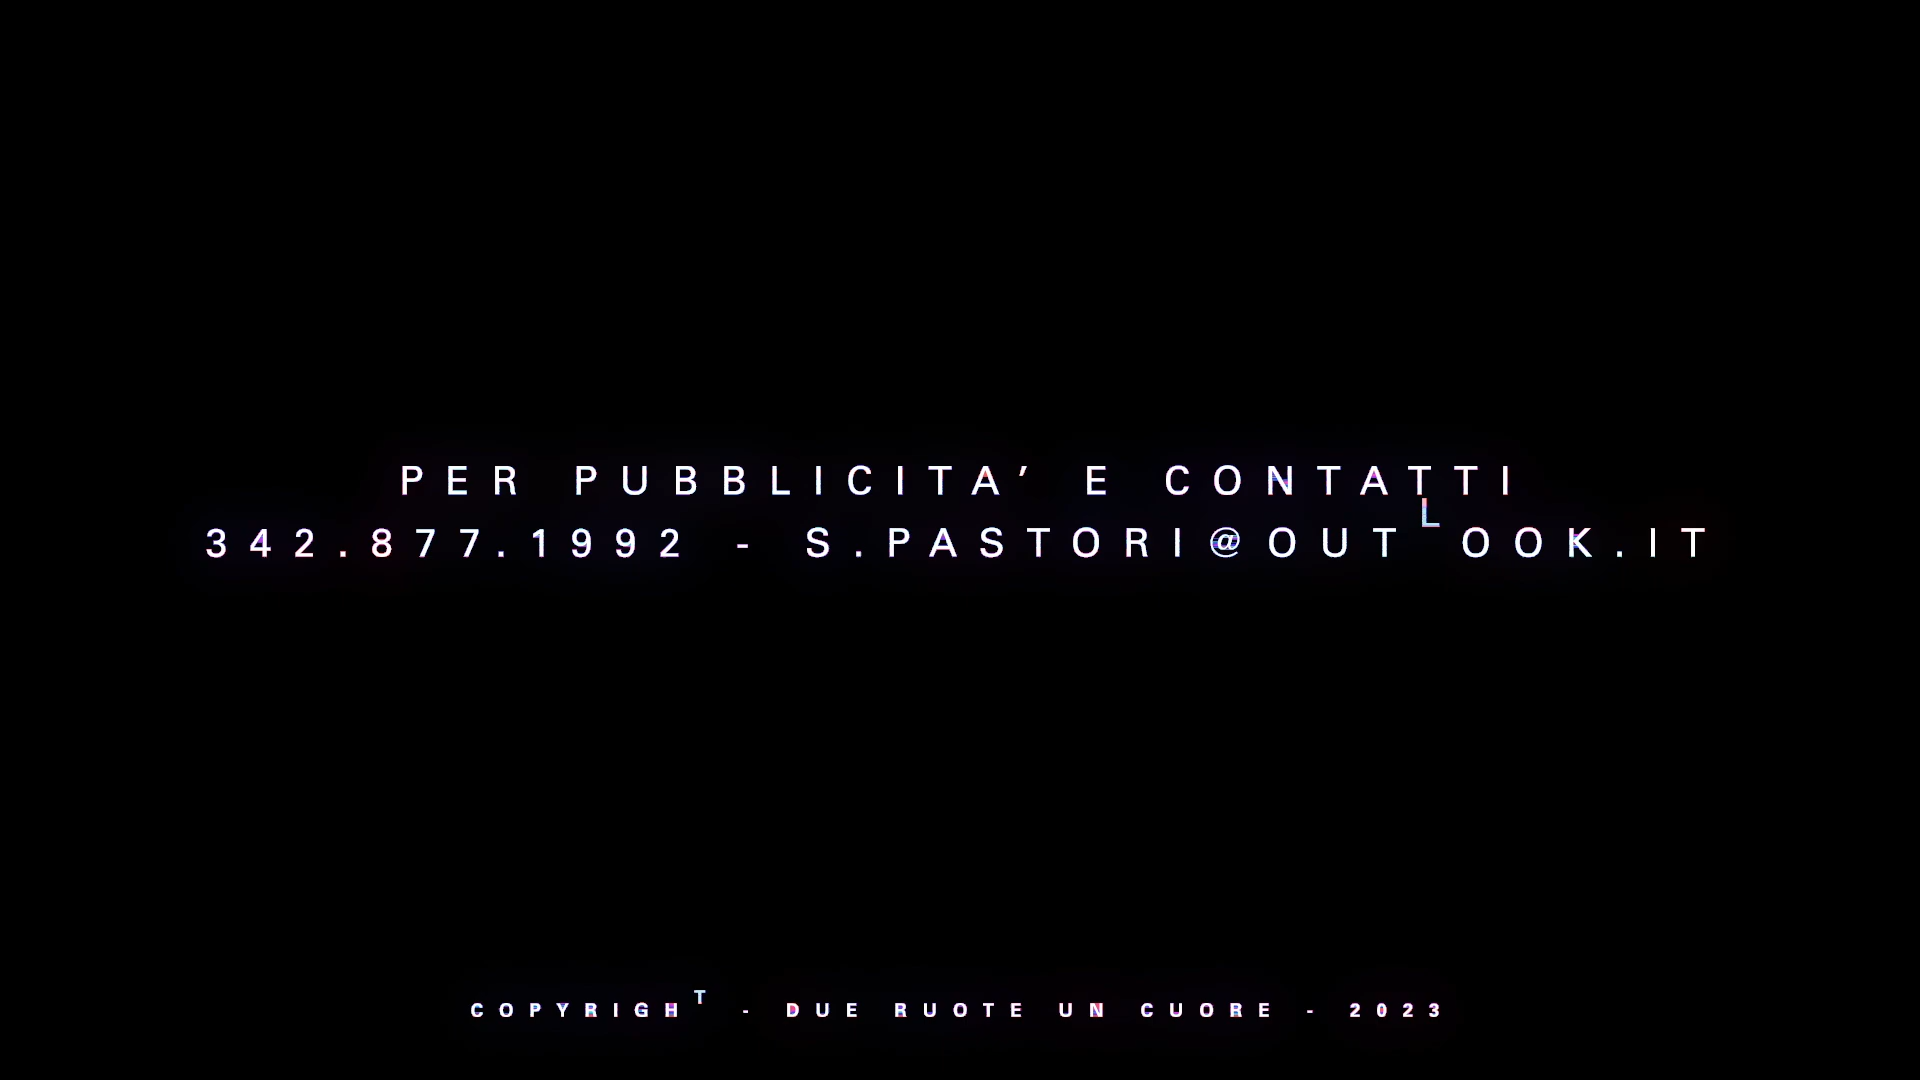 PER PUBBLICITA’ E CONTATTI
342.877.1992 - S.PASTORI@OUTLOOK.IT
COPYRIGHT - DUE RUOTE UN CUORE - 2023